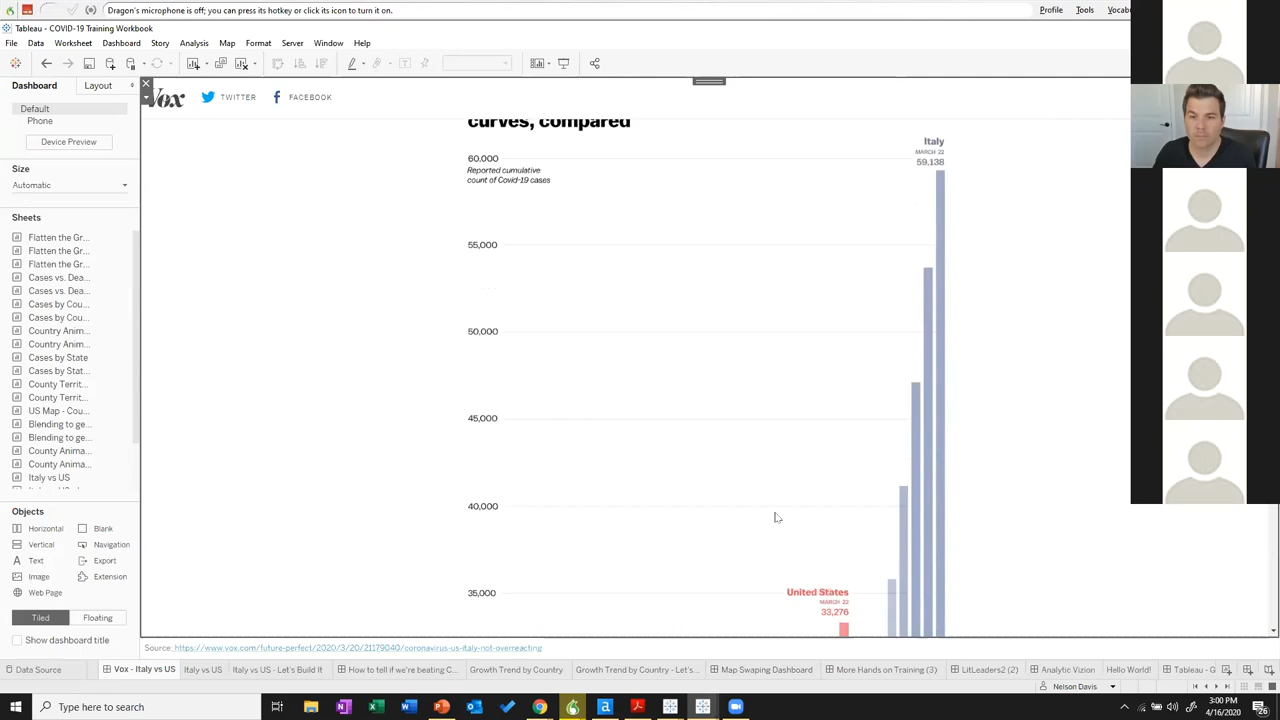 Dragon's microphone is off; you can press its hotkey or click its icon to turn it on.
Profile Tools Vocabu
Tableau - COVID-19 Training Workbook
File Data Worksheet Dashboard Story Analysis Map Format Server Window Help
Dashboard Layout
Default
Phone
Device Preview
Size
Automatic
Sheets
Flatten the Gr...
Flatten the Gr...
Flatten the Gr...
Cases vs. Dea...
Cases vs. Dea...
Cases by Cou...
Cases by Cou...
Country Anim...
Country Anim...
Cases by State
Cases by Stat...
County Territ...
County Territ...
US Map - Cou...
Blending to ge...
Blending to ge...
County Anima...
County Anima...
Italy vs US
Objects
Horizontal Blank
Vertical Navigation
Text Export
Image Extension
Web Page
Tiled Floating
Show dashboard title
Vox TWITTER FACEBOOK
curves, compared
Italy
MARCH 22
59,138
60,000
Reported cumulative
count of Covid-19 cases
55,000
50,000
45,000
40,000
United States
MARCH 22
33,276
35,000
Source: https://www.vox.com/future-perfect/2020/3/20/21179040/coronavirus-us-italy-not-overreacting
Data Source Vox - Italy vs US Italy vs US Italy vs US - Let's Build It How to tell if we're beating C... Growth Trend by Country Growth Trend by Country - Let's... Map Swaping Dashboard More Hands on Training (3) LitLeaders2 (2) Analytic Vizion Hello World! Tableau - G
Nelson Davis
Type here to search
3:00 PM
4/16/2020
26